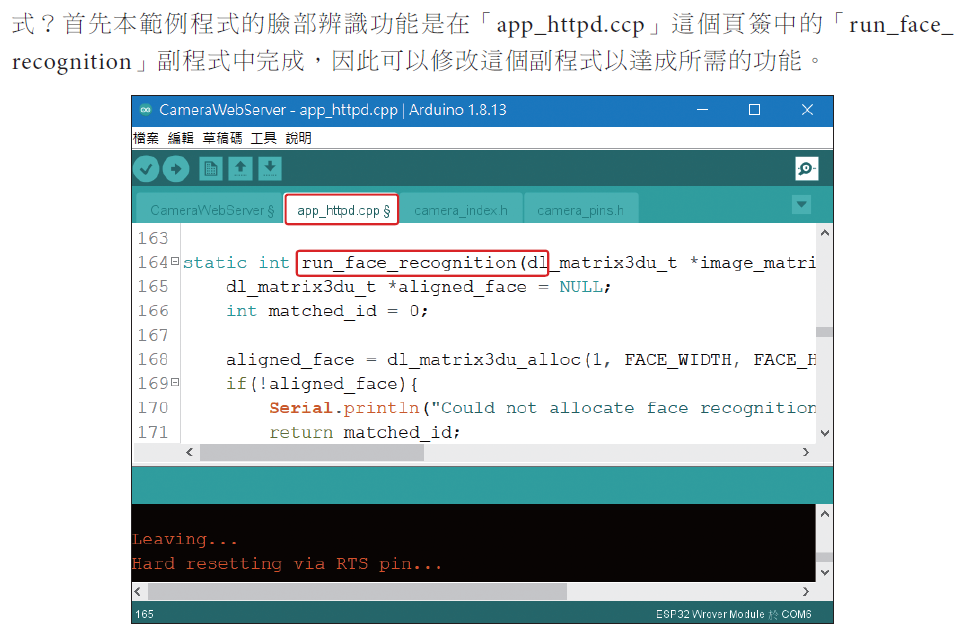 式？首先本範例程式的臉部辨識功能是在「app_httpd.ccp」這個頁簽中的「run_face_
recognition」副程式中完成，因此可以修改這個副程式以達成所需的功能。
CameraWebServer - app_httpd.cpp | Arduino 1.8.13
檔案 編輯 草稿碼 工具 說明
CameraWebServer § app_httpd.cpp § camera_index.h camera_pins.h
163
164 static int run_face_recognition(dl_matrix3du_t *image_matri
165 dl_matrix3du_t *aligned_face = NULL;
166 int matched_id = 0;
167
168 aligned_face = dl_matrix3du_alloc(1, FACE_WIDTH, FACE_H
169 if(!aligned_face){
170 Serial.println("Could not allocate face recognition
171 return matched_id;
Leaving...
Hard resetting via RTS pin...
165 ESP32 Wrover Module 於 COM6